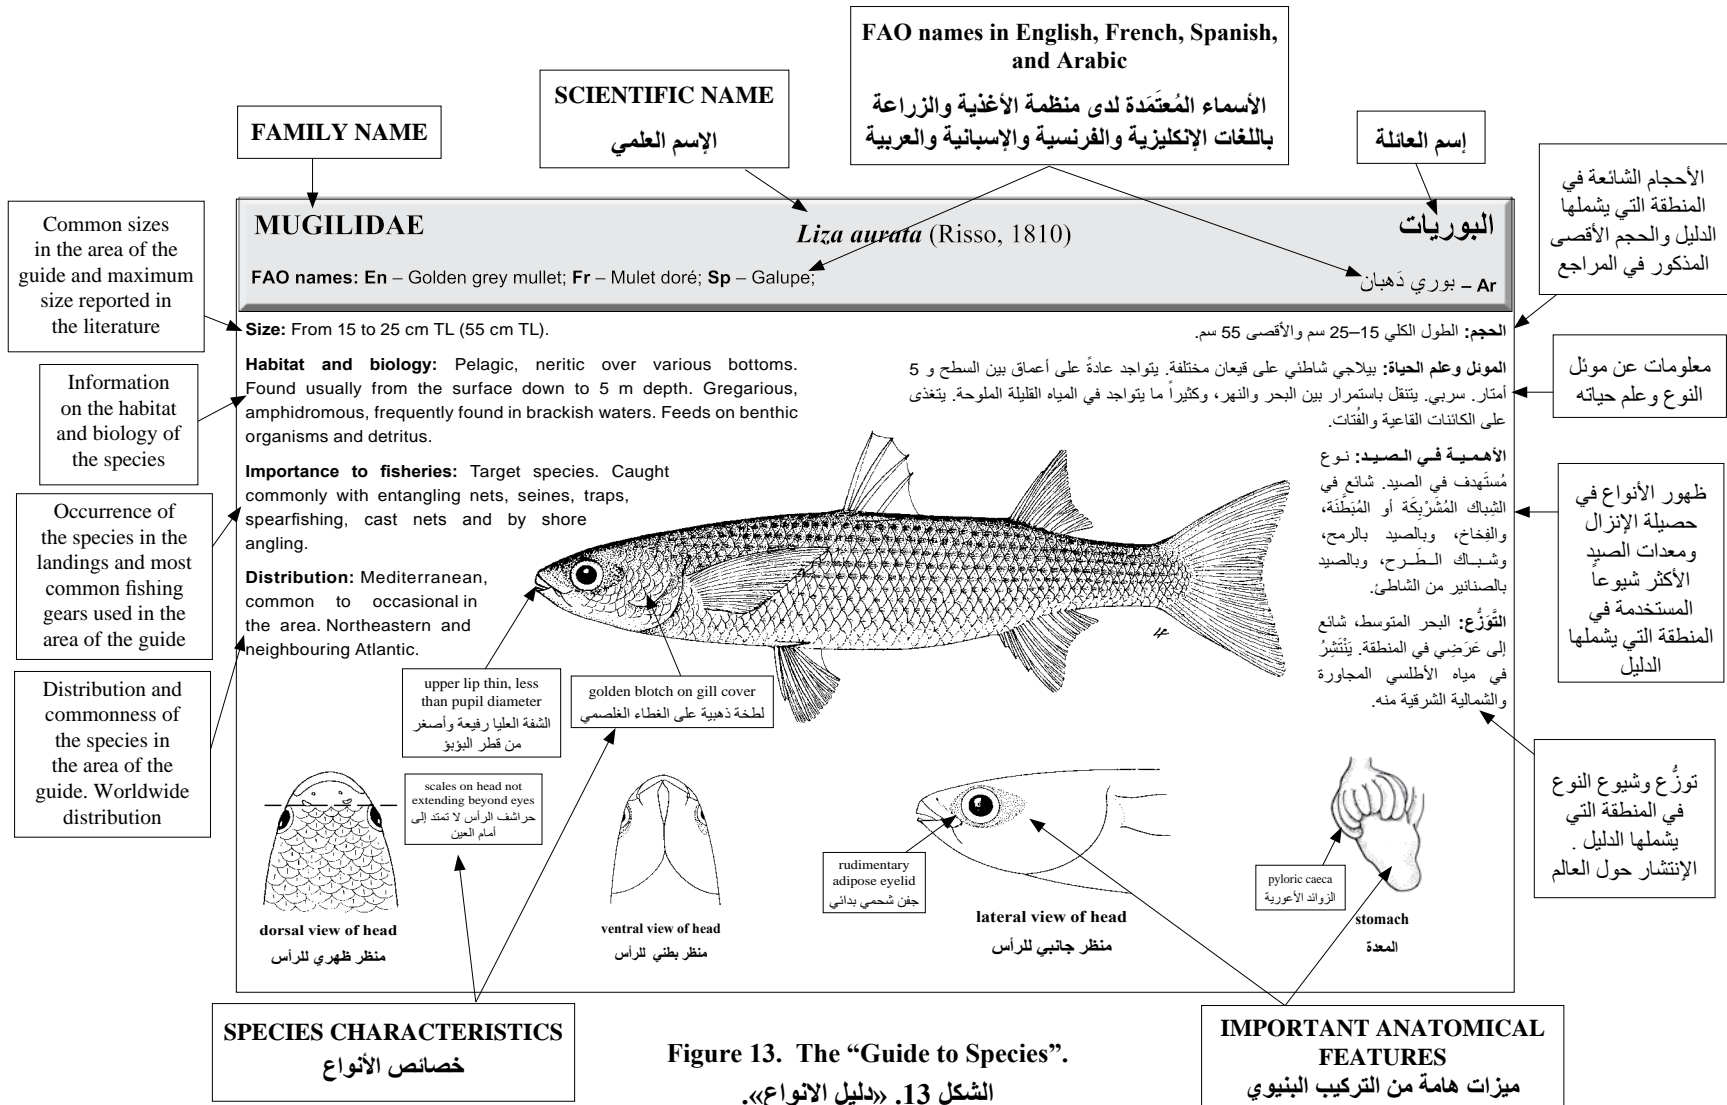 FAO names in English, French, Spanish,
and Arabic
الأسماء المُعتَمَدة لدى منظمة الأغذية والزراعة
باللغات الإنكليزية والفرنسية والإسبانية والعربية
SCIENTIFIC NAME
الإسم العلمي
FAMILY NAME
إسم العائلة
MUGILIDAE
Liza aurata (Risso, 1810)
البوريات
FAO names: En – Golden grey mullet; Fr – Mulet doré; Sp – Galupe;
Ar – بوري دَهبان
Common sizes
in the area of the
guide and maximum
size reported in
the literature
Information
on the habitat
and biology of
the species
Occurrence of
the species in the
landings and most
common fishing
gears used in the
area of the guide
Distribution and
commonness of
the species in
the area of the
guide. Worldwide
distribution
Size: From 15 to 25 cm TL (55 cm TL).
Habitat and biology: Pelagic, neritic over various bottoms.
Found usually from the surface down to 5 m depth. Gregarious,
amphidromous, frequently found in brackish waters. Feeds on benthic
organisms and detritus.
Importance to fisheries: Target species. Caught
commonly with entangling nets, seines, traps,
spearfishing, cast nets and by shore
angling.
Distribution: Mediterranean,
common to occasional in
the area. Northeastern and
neighbouring Atlantic.
الحجم: الطول الكلي 15–25 سم والأقصى 55 سم.
الموئل وعلم الحياة: بيلاجي شاطئي على قيعان مختلفة. يتواجد عادةً على أعماق بين السطح و 5
أمتار. سربي. يتنقل باستمرار بين البحر والنهر، وكثيراً ما يتواجد في المياه القليلة الملوحة. يتغذى
على الكائنات القاعية والفُتات.
الأهمية في الصيد: نوع
مُستَهدف في الصيد. شائع في
الشِباك المُشَرْبِكَة أو المُبَطَّنَة،
والفِخاخ، وبالصيد بالرمح،
وشباك الطَرح، وبالصيد
بالصنانير من الشاطئ.
التَّوَزُّع: البحر المتوسط، شائع
إلى عَرَضِي في المنطقة. يَنْتَشِرُ
في مياه الأطلسي المجاورة
والشمالية الشرقية منه.
الأحجام الشائعة في
المنطقة التي يشملها
الدليل والحجم الأقصى
المذكور في المراجع
معلومات عن موئل
النوع وعلم حياته
ظهور الأنواع في
حصيلة الإنزال
ومعدات الصيد
الأكثر شيوعاً
المستخدمة في
المنطقة التي يشملها
الدليل
توزُّع وشيوع النوع
في المنطقة التي
يشملها الدليل .
الإنتشار حول العالم
upper lip thin, less
than pupil diameter
الشفة العليا رفيعة وأصغر
من قطر البؤبؤ
golden blotch on gill cover
لطخة ذهبية على الغطاء الغلصمي
scales on head not
extending beyond eyes
حراشف الرأس لا تمتد إلى
أمام العين
rudimentary
adipose eyelid
جفن شحمي بدائي
pyloric caeca
الزوائد الأعورية
dorsal view of head
منظر ظهري للرأس
ventral view of head
منظر بطني للرأس
lateral view of head
منظر جانبي للرأس
stomach
المعدة
SPECIES CHARACTERISTICS
خصائص الأنواع
IMPORTANT ANATOMICAL
FEATURES
ميزات هامة من التركيب البنيوي
Figure 13. The “Guide to Species”.
الشكل 13. «دليل الانواع».